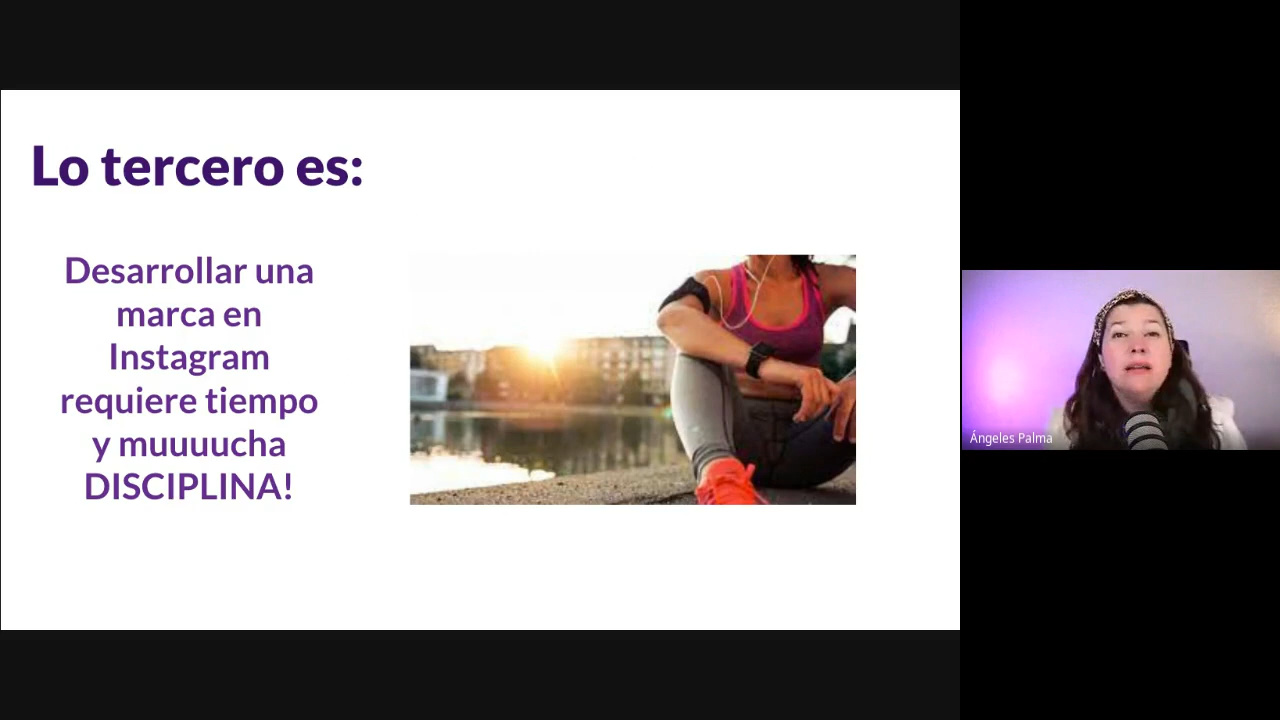 Lo tercero es:
Desarrollar una
marca en
Instagram
requiere tiempo
y muuuucha
DISCIPLINA!
Ángeles Palma